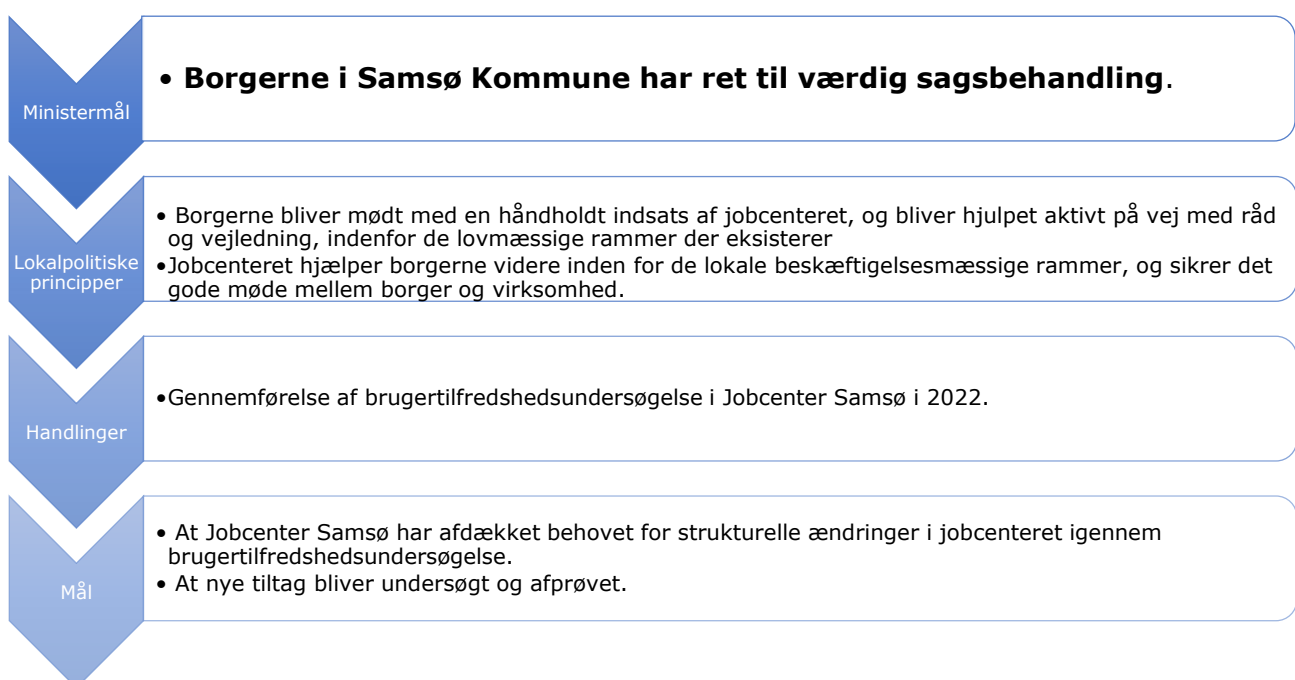 Ministermål
• Borgerne i Samsø Kommune har ret til værdig sagsbehandling.
Lokalpolitiske
principper
• Borgerne bliver mødt med en håndholdt indsats af jobcenteret, og bliver hjulpet aktivt på vej med råd
og vejledning, indenfor de lovmæssige rammer der eksisterer
•Jobcenteret hjælper borgerne videre inden for de lokale beskæftigelsesmæssige rammer, og sikrer det
gode møde mellem borger og virksomhed.
Handlinger
•Gennemførelse af brugertilfredshedsundersøgelse i Jobcenter Samsø i 2022.
Mål
• At Jobcenter Samsø har afdækket behovet for strukturelle ændringer i jobcenteret igennem
brugertilfredshedsundersøgelse.
• At nye tiltag bliver undersøgt og afprøvet.